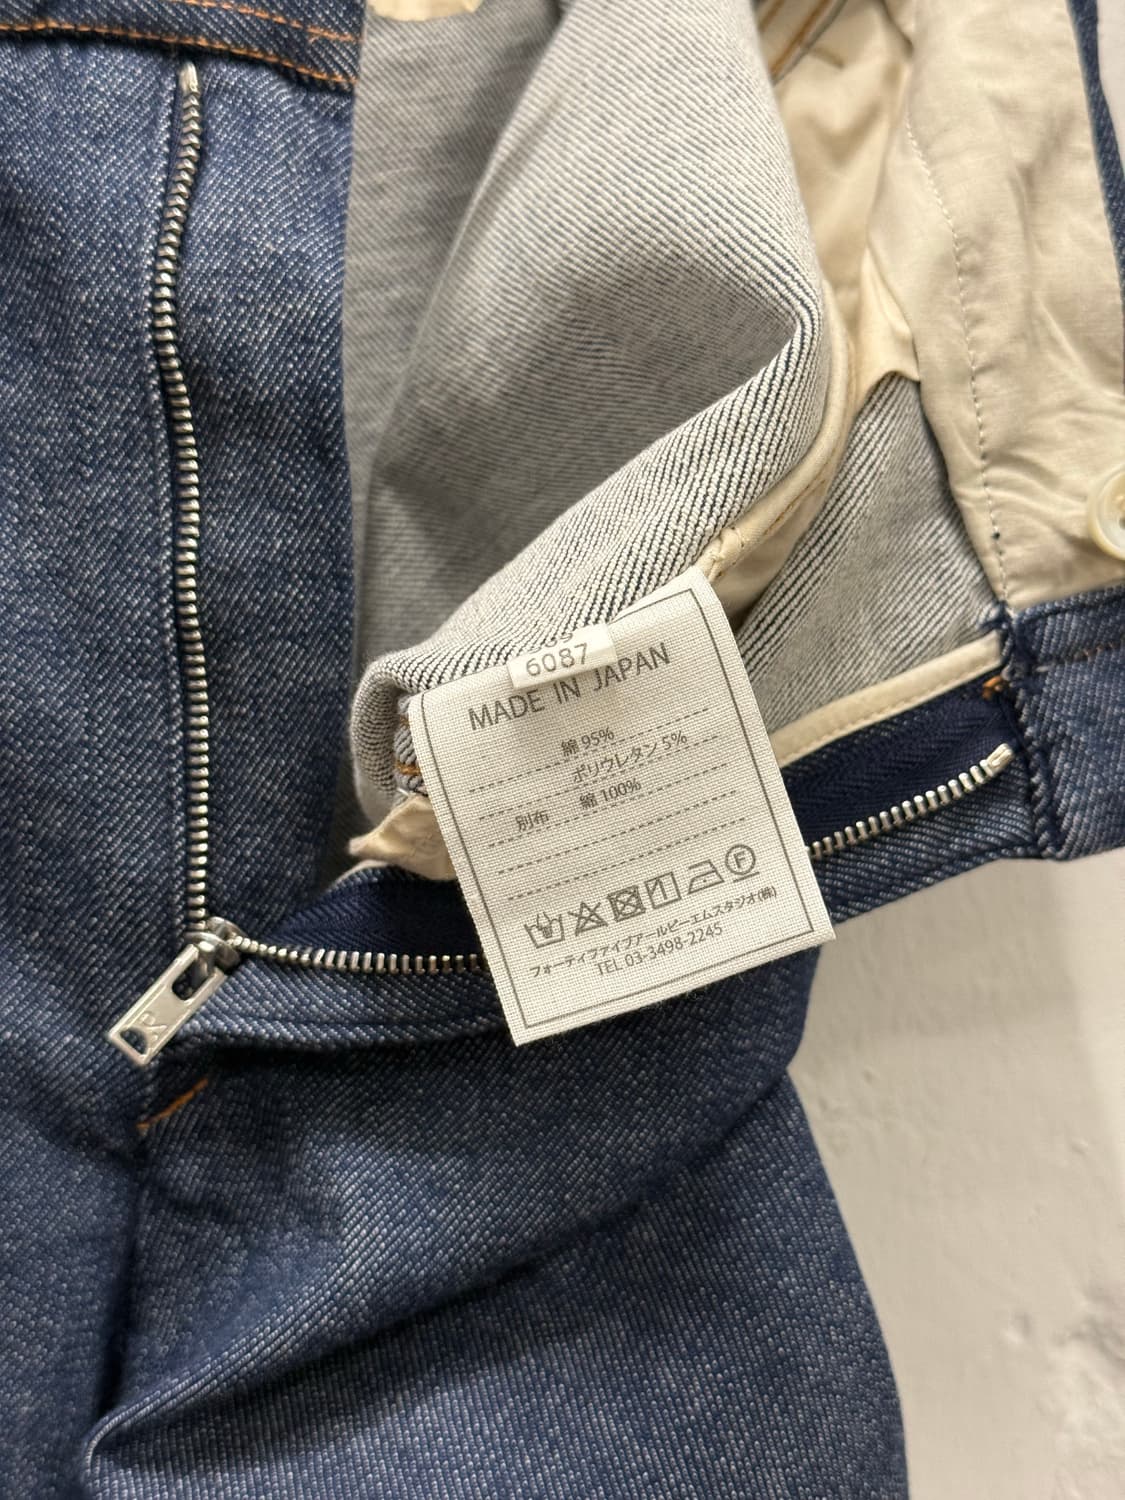 6087
MADE IN JAPAN
綿 95%
ポリウレタン 5%
別布 綿 100%
F
フォーティファイブアールピーエムスタジオ(株)
TEL 03-3498-2245